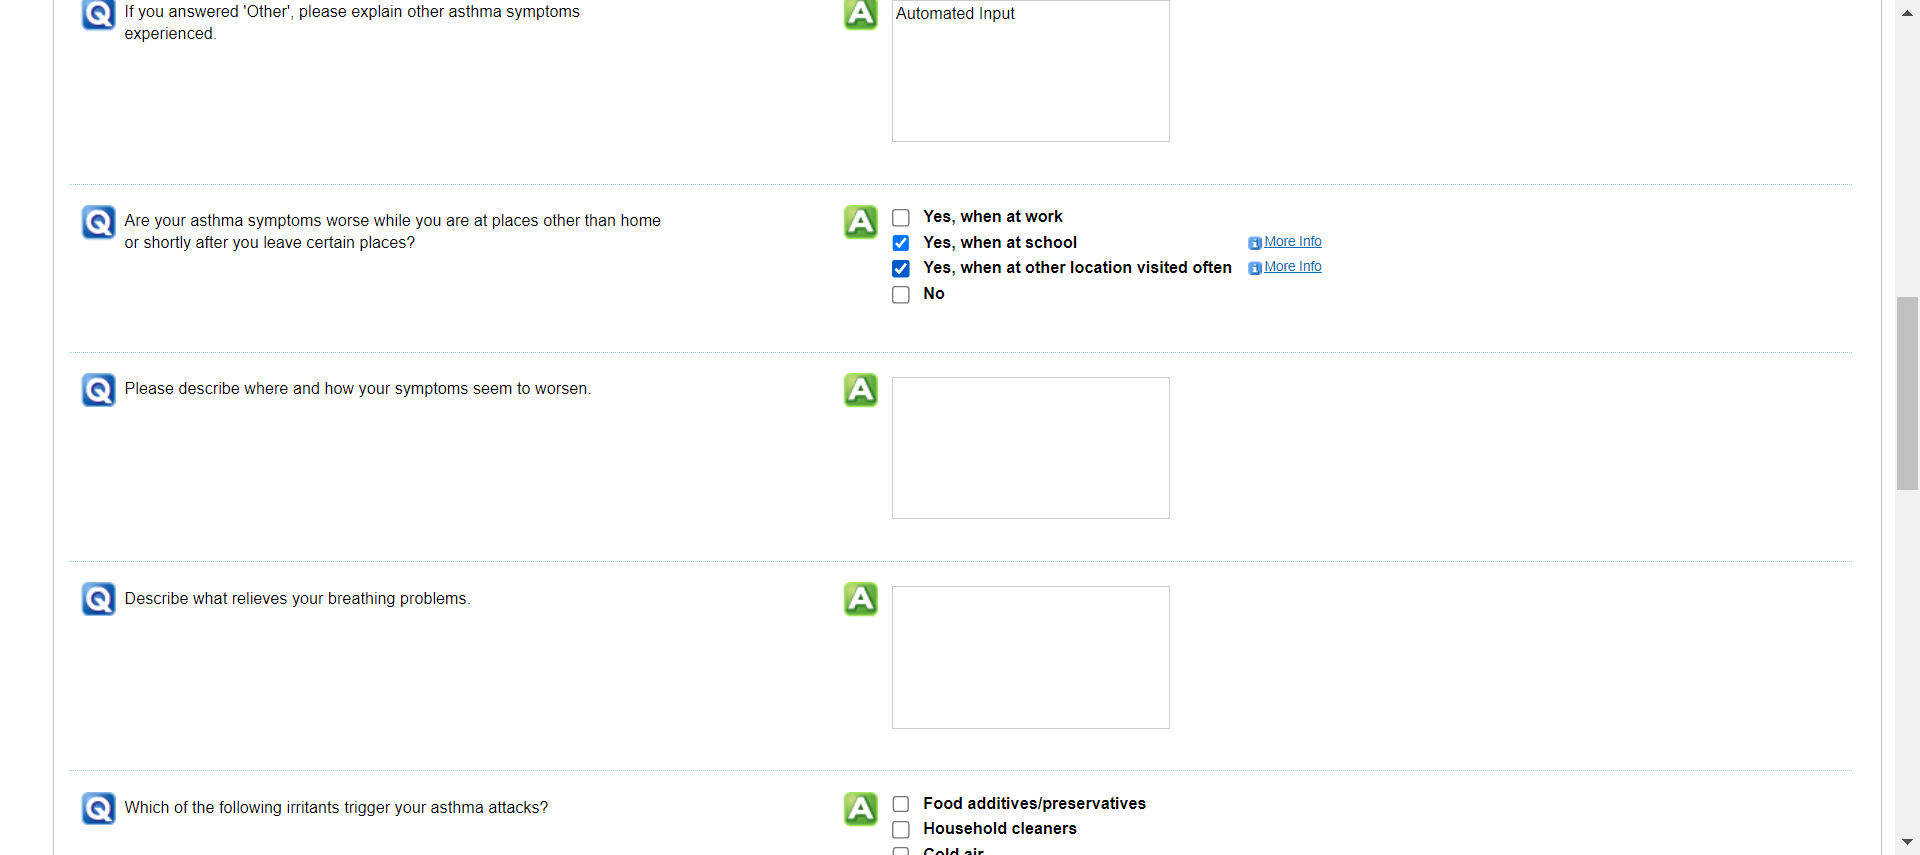 Q If you answered 'Other', please explain other asthma symptoms
experienced.
A Automated Input
Q Are your asthma symptoms worse while you are at places other than home
or shortly after you leave certain places?
A Yes, when at work
Yes, when at school More Info
Yes, when at other location visited often More Info
No
Q Please describe where and how your symptoms seem to worsen.
A
Q Describe what relieves your breathing problems.
A
Q Which of the following irritants trigger your asthma attacks?
A Food additives/preservatives
Household cleaners
Cold air